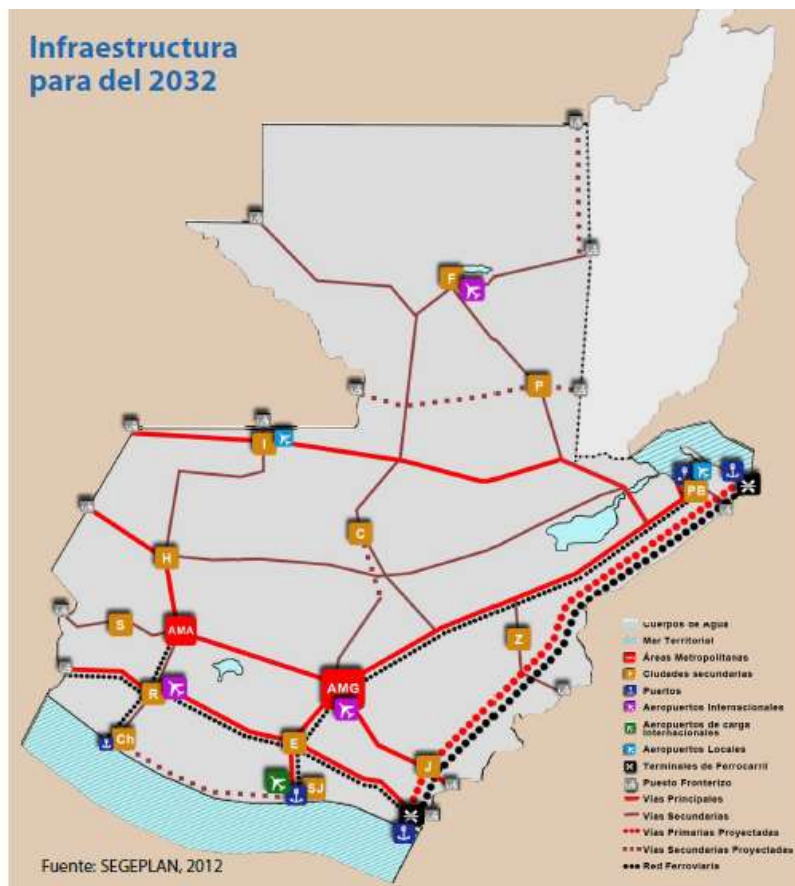 Infraestructura
para del 2032
F
P
I
PB
C
H
S
AMA
Z
AMG
R
Ch
E
J
SJ
Cuerpos de Agua
Mar Territorial
Áreas Metropolitanas
Ciudades secundarias
Puertos
Aeropuertos Internacionales
Aeropuertos de carga
internacionales
Aeropuertos Locales
Terminales de Ferrocarril
Puesto Fronterizo
Vías Principales
Vías Secundarias
Vías Primarias Proyectadas
Vías Secundarias Proyectadas
Red Ferroviaria
Fuente: SEGEPLAN, 2012